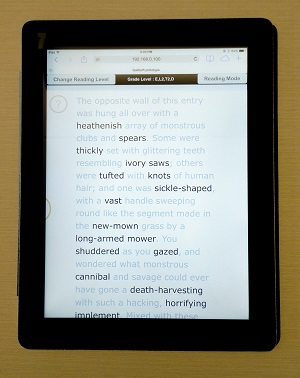 192.168.0.100
Change Reading Level
Grade Level : E,L2,T2,D
Reading Mode
?
The opposite wall of this entry
was hung all over with a
heathenish array of monstrous
clubs and spears. Some were
thickly set with glittering teeth
resembling ivory saws; others
were tufted with knots of human
hair; and one was sickle-shaped,
with a vast handle sweeping
round like the segment made in
the new-mown grass by a
long-armed mower. You
shuddered as you gazed, and
wondered what monstrous
cannibal and savage could ever
have gone a death-harvesting
with such a hacking, horrifying
implement. Mixed with these